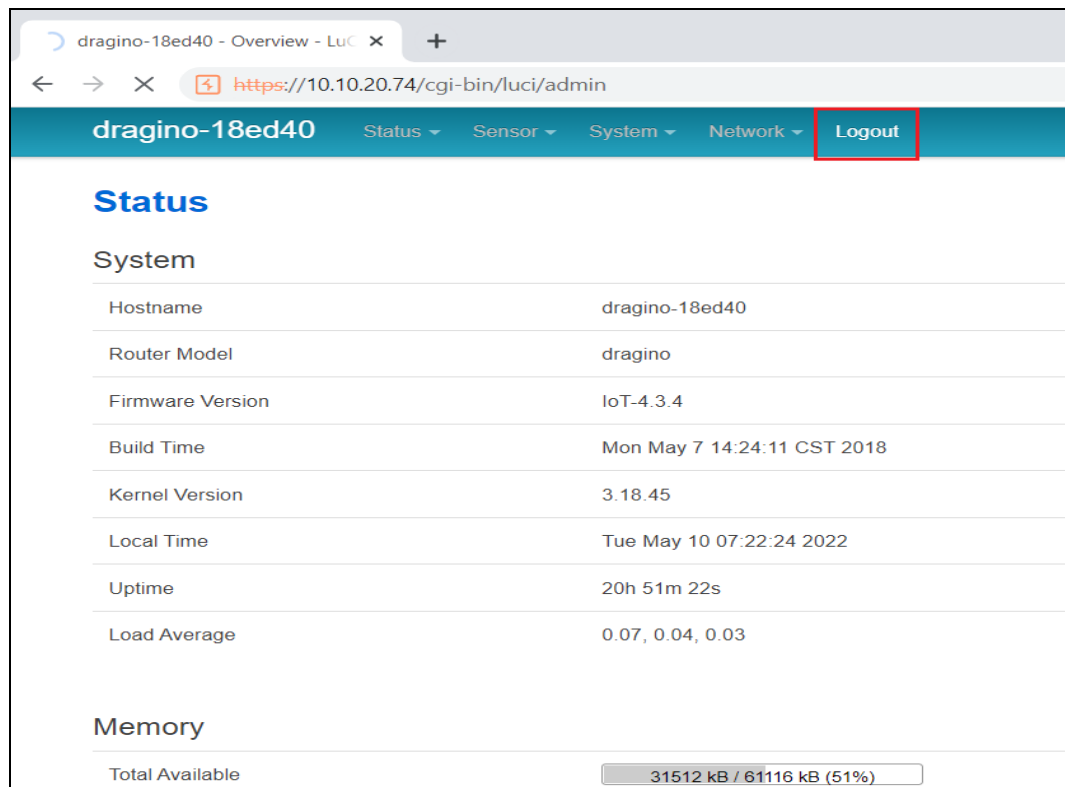 dragino-18ed40 - Overview - LuC
https://10.10.20.74/cgi-bin/luci/admin
dragino-18ed40 Status Sensor System Network Logout
Status
System
Hostname dragino-18ed40
Router Model dragino
Firmware Version IoT-4.3.4
Build Time Mon May 7 14:24:11 CST 2018
Kernel Version 3.18.45
Local Time Tue May 10 07:22:24 2022
Uptime 20h 51m 22s
Load Average 0.07, 0.04, 0.03
Memory
Total Available 31512 kB / 61116 kB (51%)